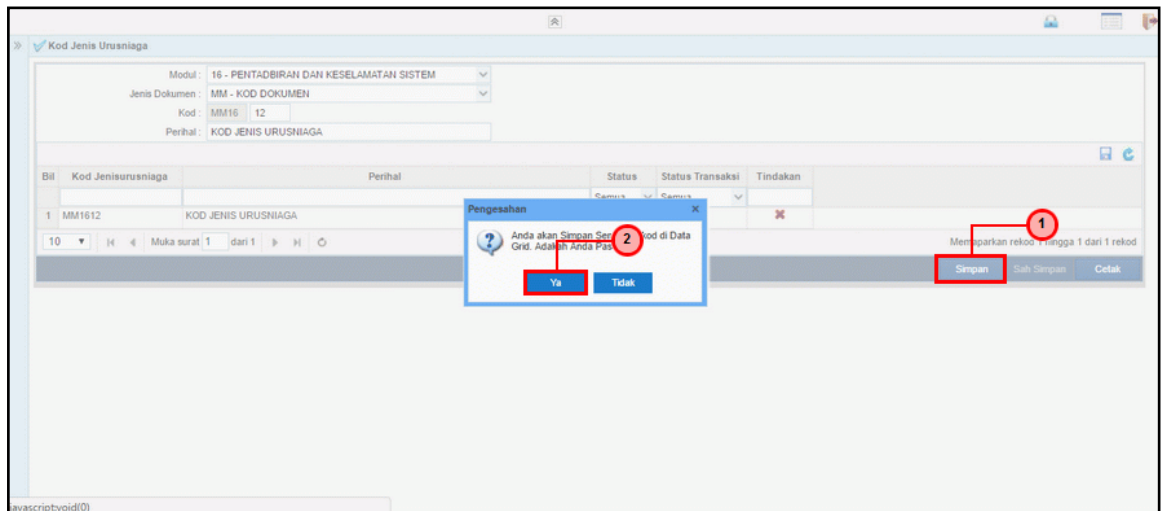 Kod Jenis Urusniaga
Modul : 16 - PENTADBIRAN DAN KESELAMATAN SISTEM
Jenis Dokumen : MM - KOD DOKUMEN
Kod : MM16 12
Perihal : KOD JENIS URUSNIAGA
Bil Kod Jenisurusniaga Perihal Status Status Transaksi Tindakan
Semua Semua
1 MM1612 KOD JENIS URUSNIAGA
10 Muka surat 1 dari 1
Memaparkan rekod hingga 1 dari 1 rekod
Pengesahan ×
Anda akan Simpan di Data
Grid. Adakah Anda
Ya Tidak
Simpan Sah Simpan Cetak
1
2
javascript:void(0)